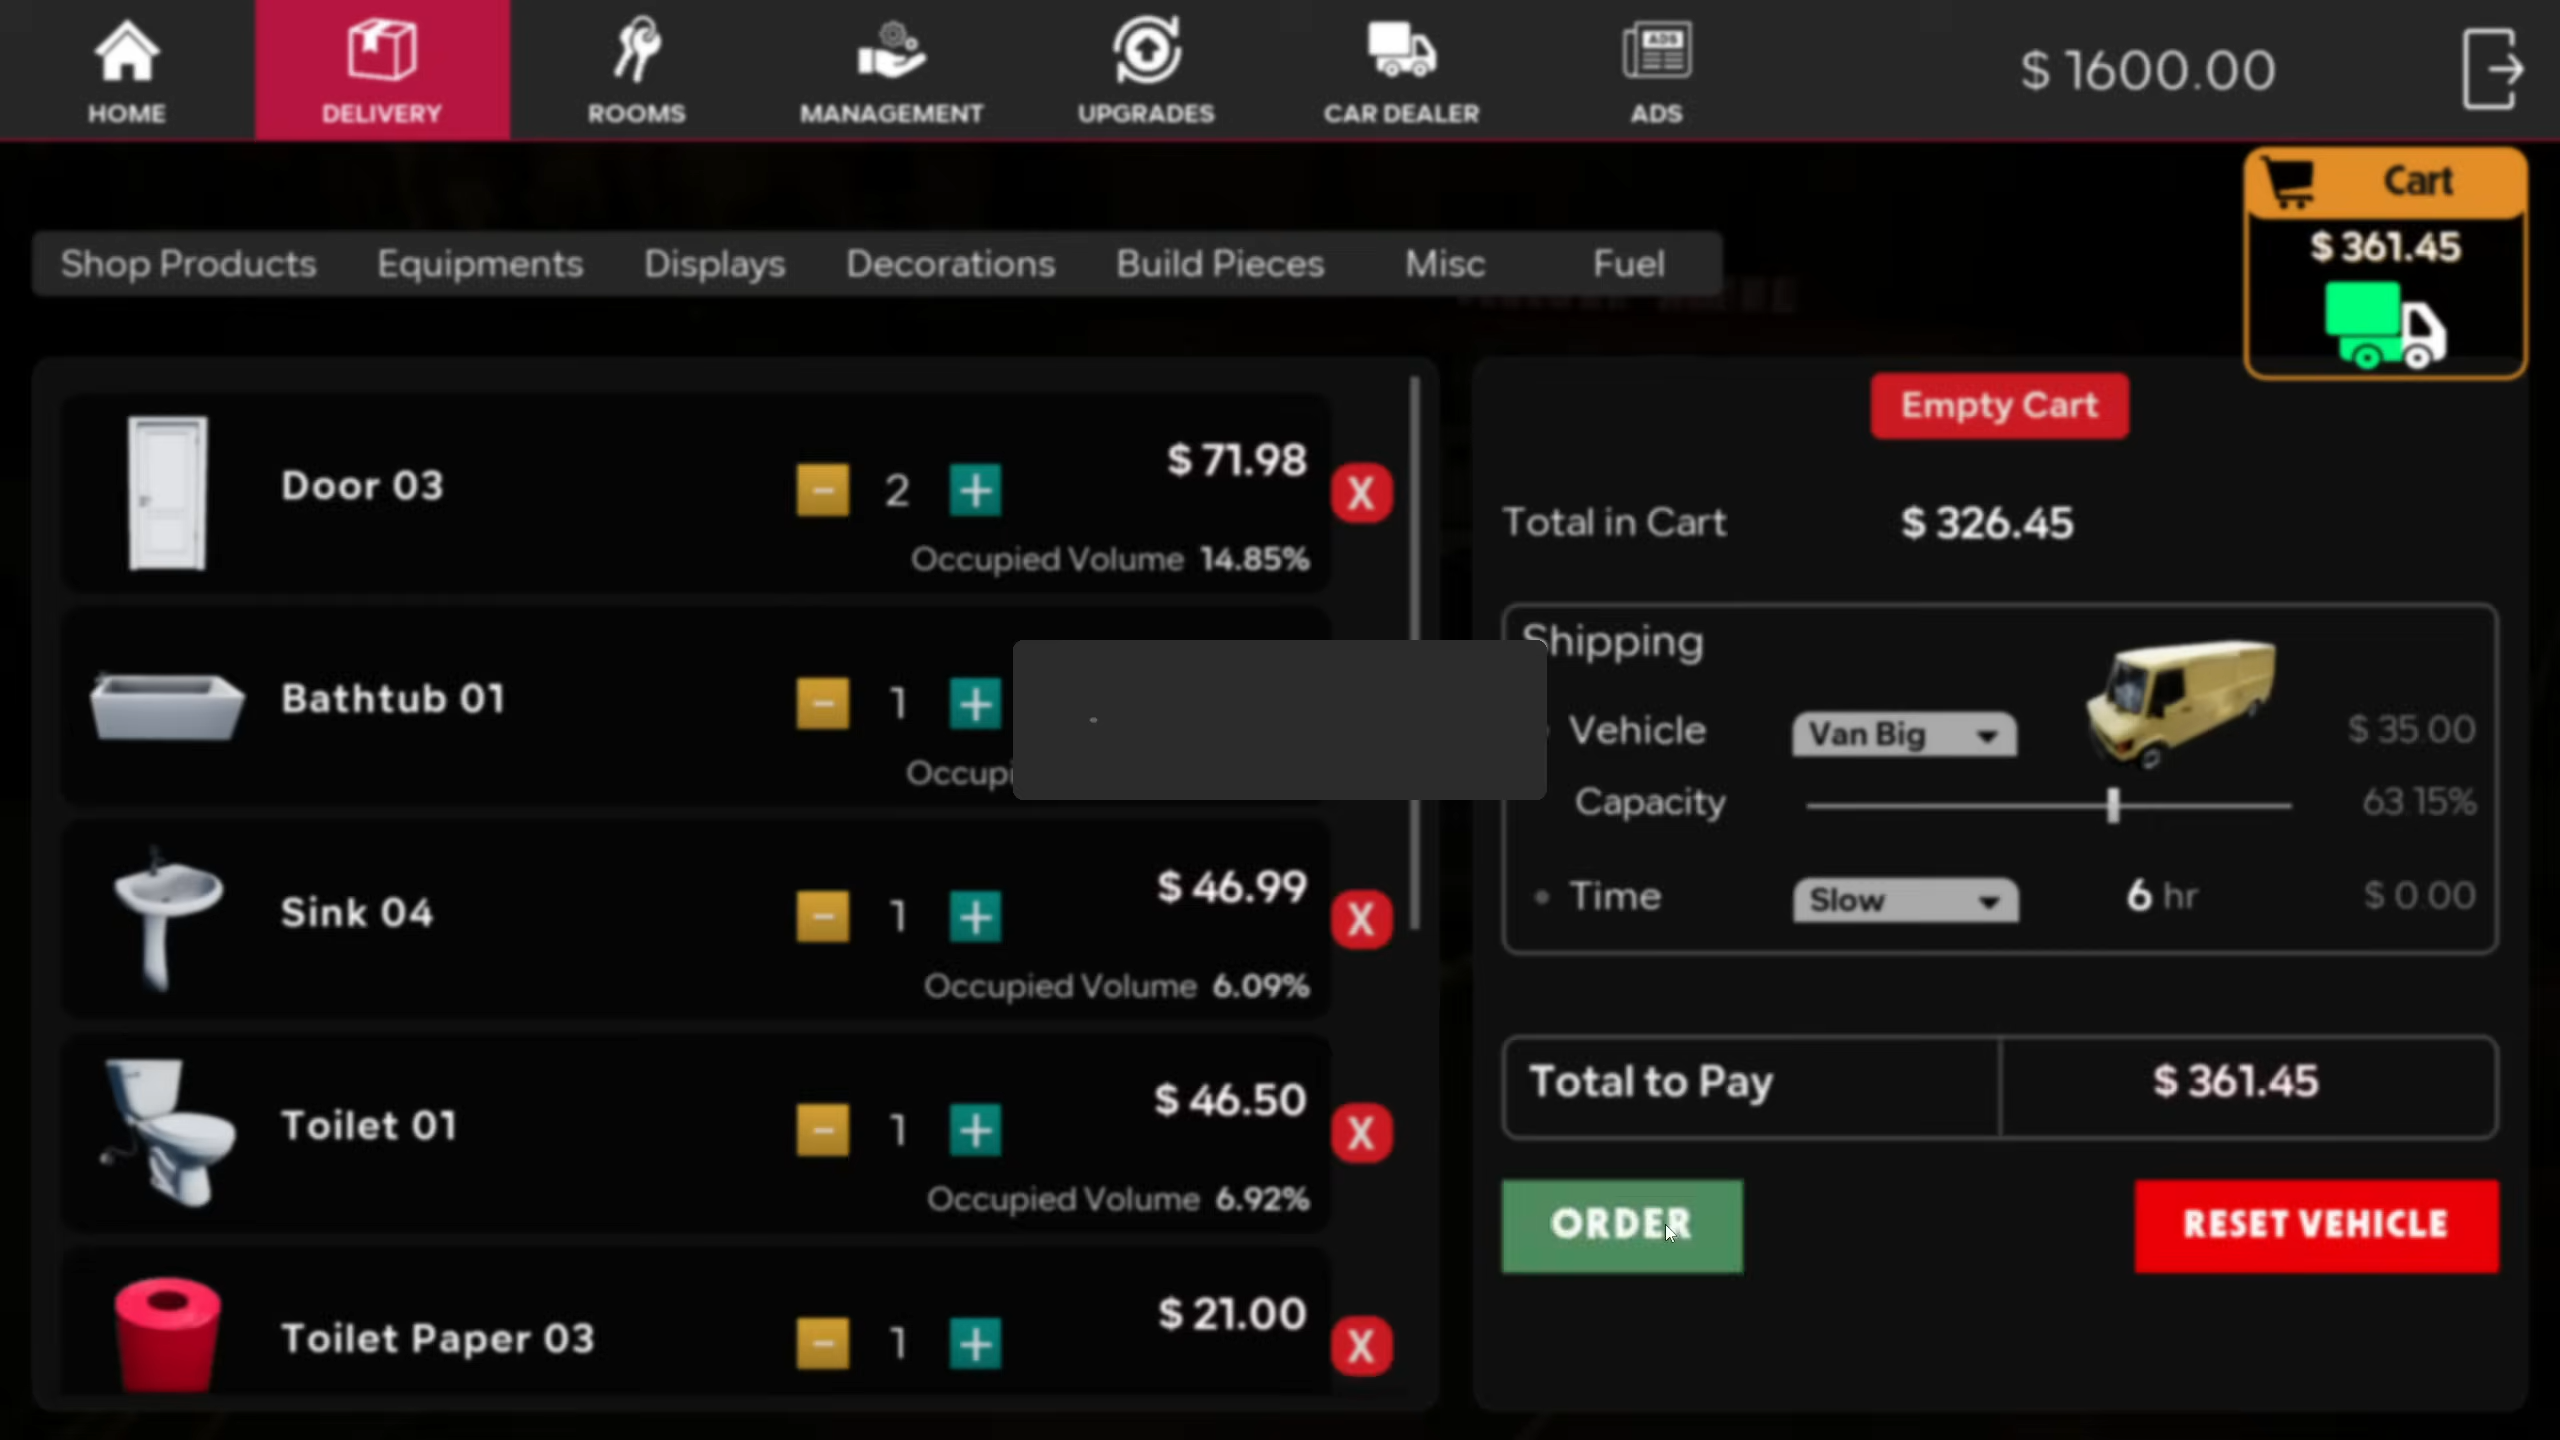 HOME
DELIVERY
ROOMS
MANAGEMENT
UPGRADES
CAR DEALER
ADS
ADS
$ 1600.00
Cart
$ 361.45
Shop Products
Equipments
Displays
Decorations
Build Pieces
Misc
Fuel
Door 03
- 2 +
$ 71.98
X
Occupied Volume 14.85%
Bathtub 01
- 1 +
Sink 04
- 1 +
$ 46.99
X
Occupied Volume 6.09%
Toilet 01
- 1 +
$ 46.50
X
Occupied Volume 6.92%
Toilet Paper 03
- 1 +
$ 21.00
X
Empty Cart
Total in Cart $ 326.45
Shipping
Vehicle Van Big $ 35.00
Capacity 63.15%
Time Slow 6 hr $ 0.00
Total to Pay $ 361.45
ORDER
RESET VEHICLE